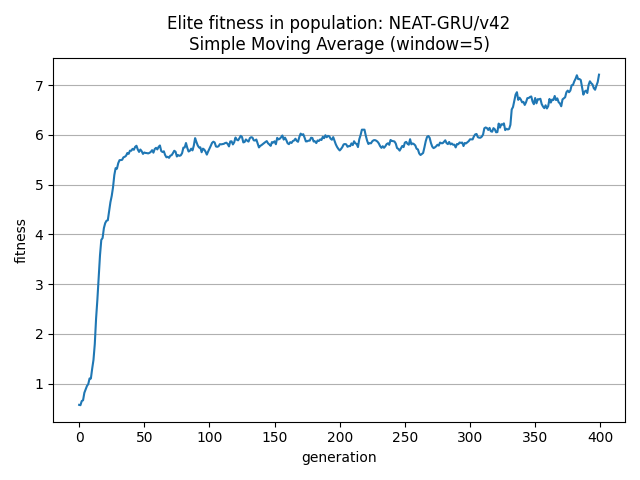 Elite fitness in population: NEAT-GRU/v42
Simple Moving Average (window=5)
7
6
5
4
3
2
1
fitness
0 50 100 150 200 250 300 350 400
generation